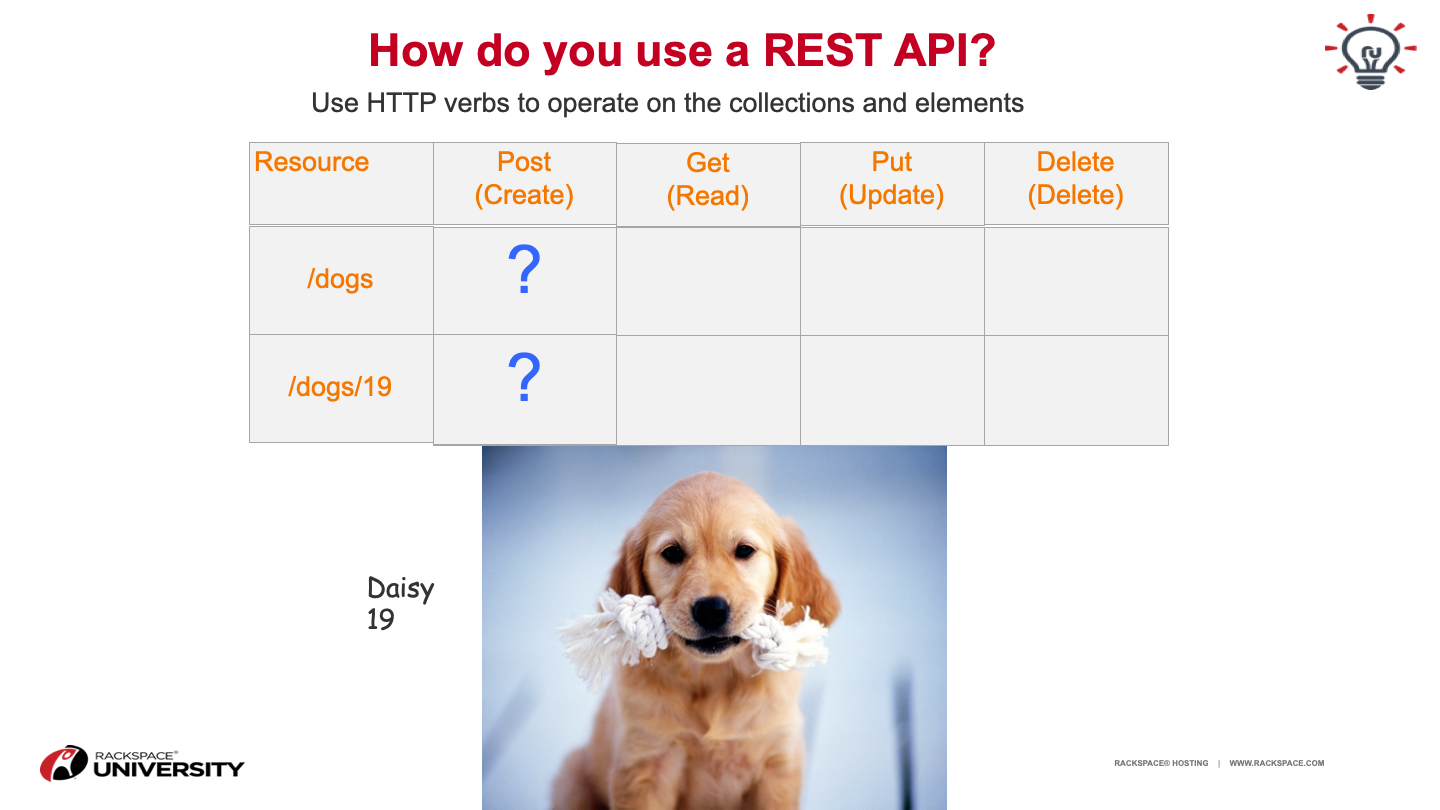 How do you use a REST API?
Use HTTP verbs to operate on the collections and elements
Resource
Post
(Create)
Get
(Read)
Put
(Update)
Delete
(Delete)
/dogs
?
/dogs/19
?
Daisy
19
RACKSPACE®
UNIVERSITY
RACKSPACE® HOSTING | WWW.RACKSPACE.COM